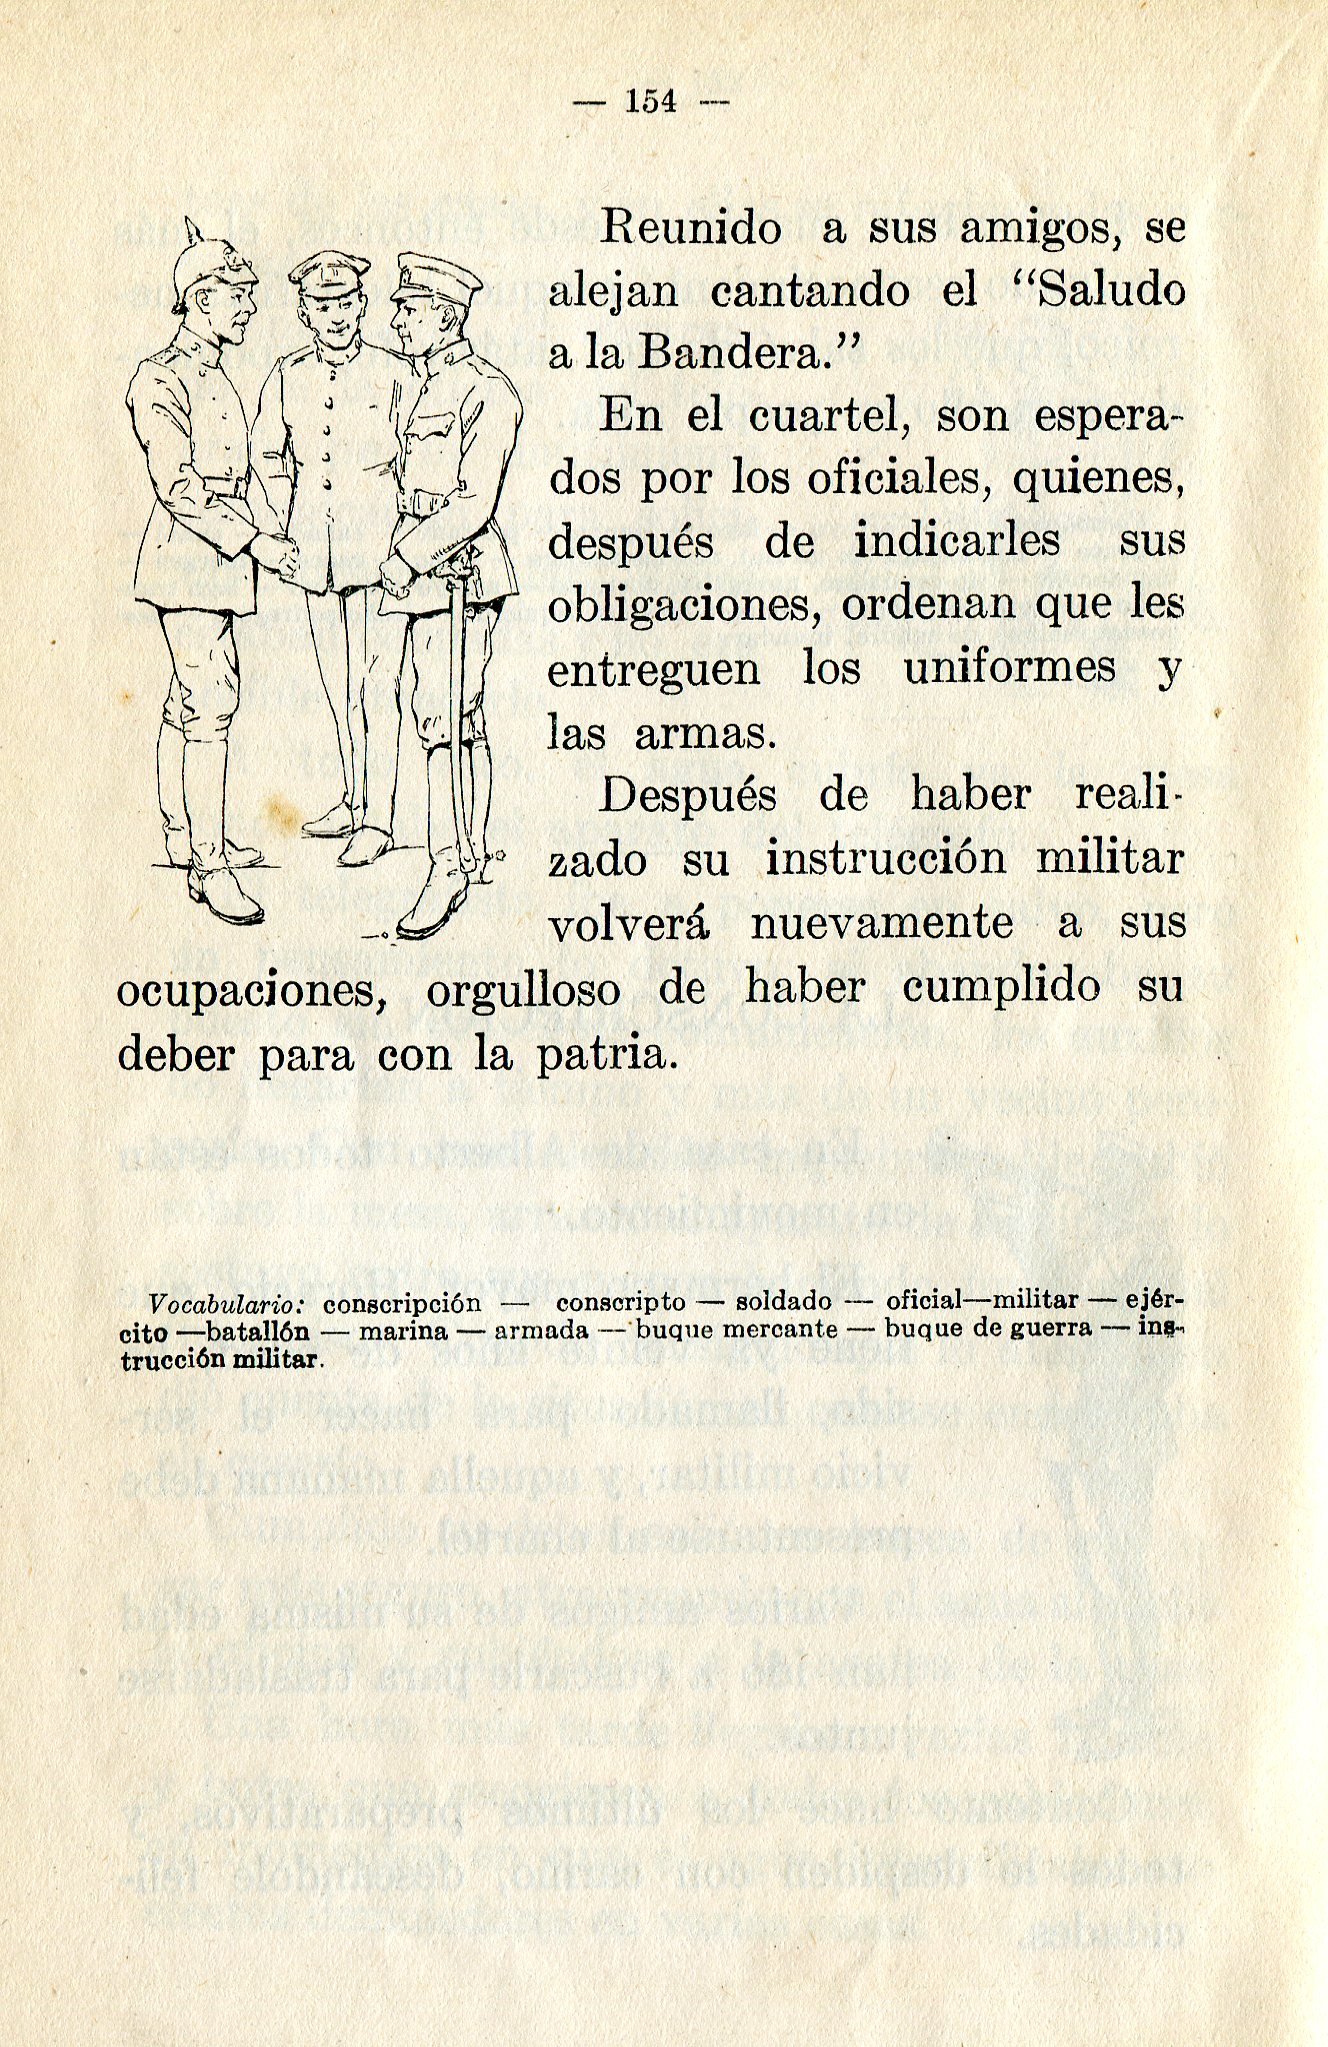 — 154 —
Reunido a sus amigos, se
alejan cantando el “Saludo
a la Bandera.”
En el cuartel, son espera-
dos por los oficiales, quienes,
después de indicarles sus
obligaciones, ordenan que les
entreguen los uniformes y
las armas.
Después de haber reali-
zado su instrucción militar
volverá nuevamente a sus
ocupaciones, orgulloso de haber cumplido su
deber para con la patria.
Vocabulario: conscripción — conscripto — soldado — oficial—militar — ejér-
cito —batallón — marina — armada — buque mercante — buque de guerra — ins-
trucción militar.